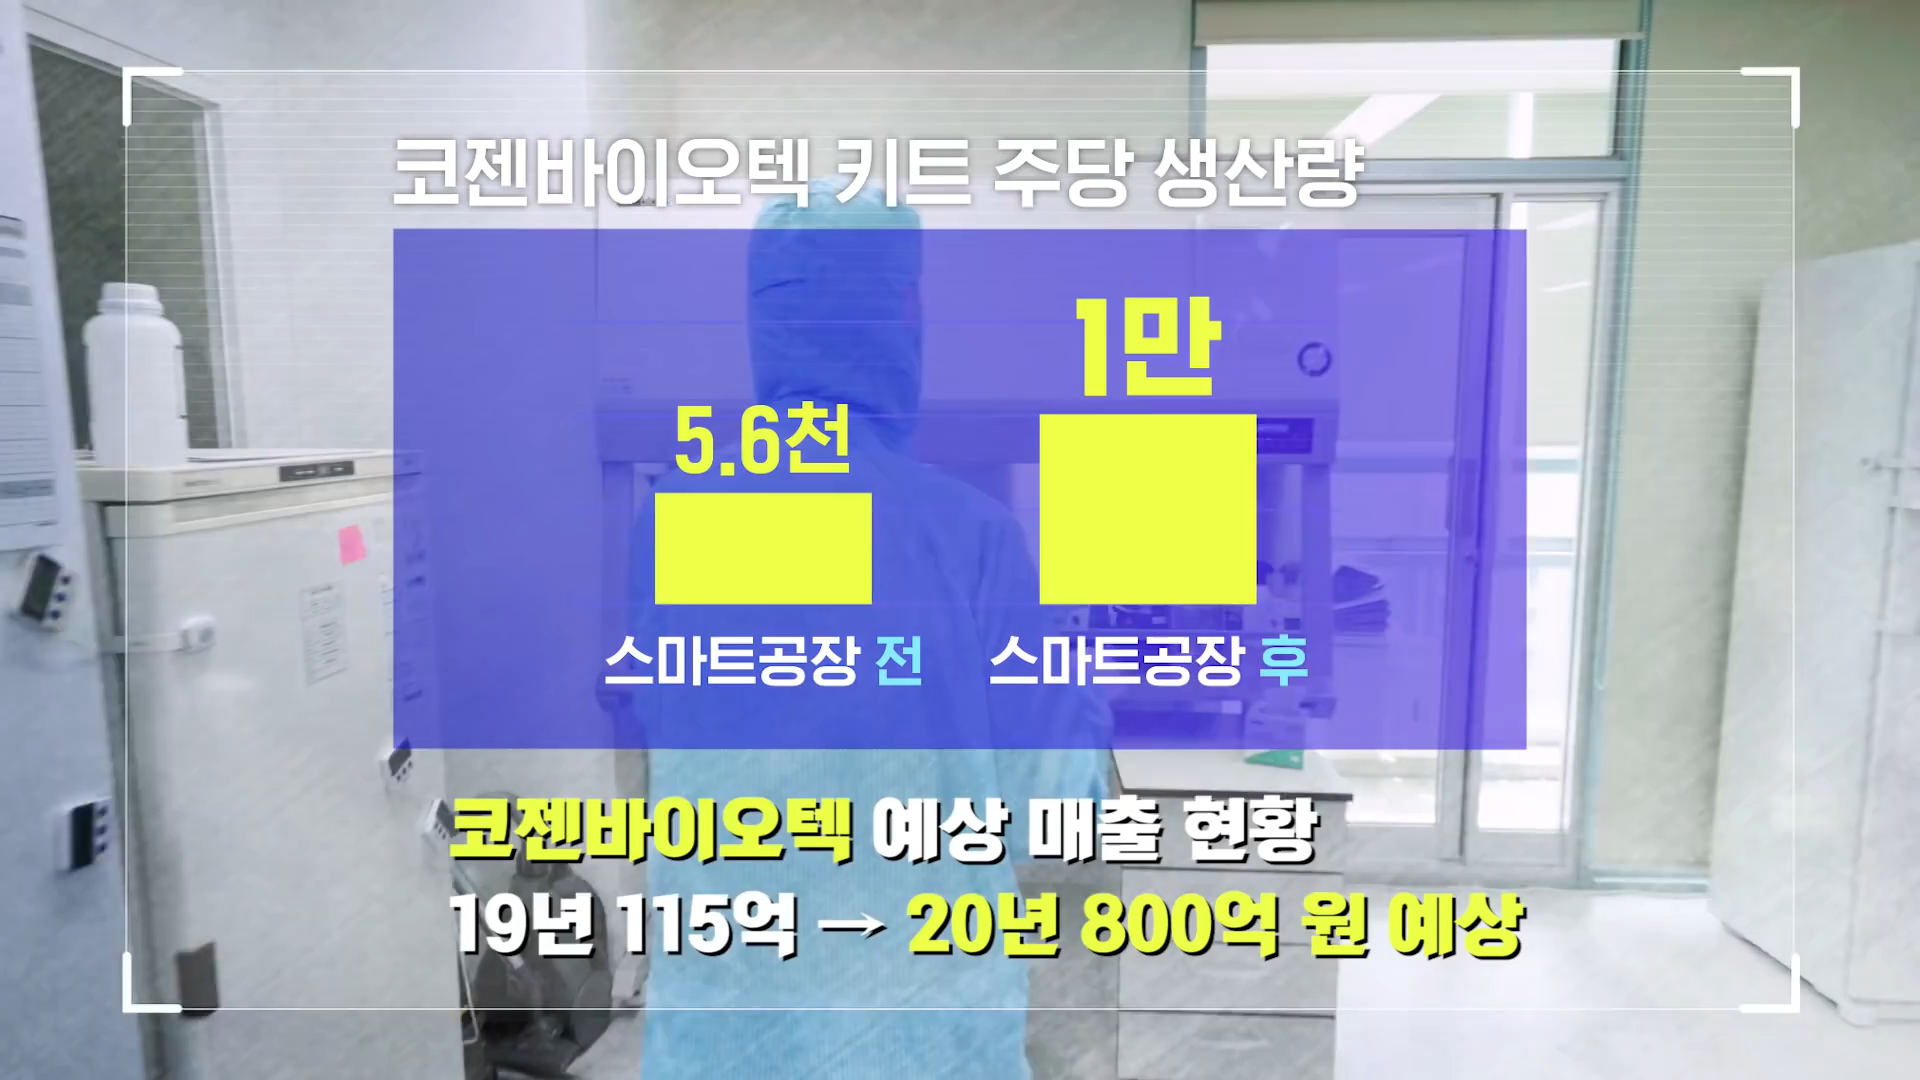 코젠바이오텍 키트 주당 생산량
5.6천
1만
스마트공장 전
스마트공장 후
코젠바이오텍 예상 매출 현황
19년 115억 → 20년 800억 원 예상